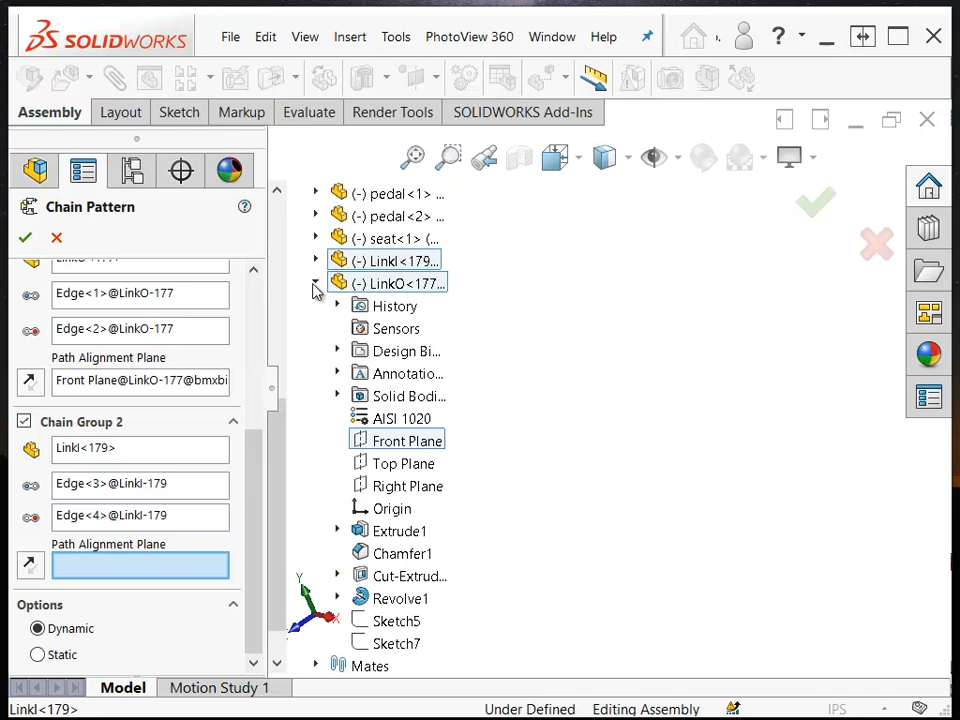 SOLIDWORKS File Edit View Insert Tools PhotoView 360 Window Help
Assembly Layout Sketch Markup Evaluate Render Tools SOLIDWORKS Add-Ins
Chain Pattern
Edge<1>@LinkO-177
Edge<2>@LinkO-177
Path Alignment Plane
Front Plane@LinkO-177@bmxbi
Chain Group 2
LinkI<179>
Edge<3>@LinkI-179
Edge<4>@LinkI-179
Path Alignment Plane
Options
Dynamic
Static
(-) pedal<1> ...
(-) pedal<2> ...
(-) seat<1> (...
(-) LinkI<179...
(-) LinkO<177...
History
Sensors
Design Bi...
Annotatio...
Solid Bodi...
AISI 1020
Front Plane
Top Plane
Right Plane
Origin
Extrude1
Chamfer1
Cut-Extrud...
Revolve1
Sketch5
Sketch7
Mates
Y
X
Model Motion Study 1
LinkI<179> Under Defined Editing Assembly IPS